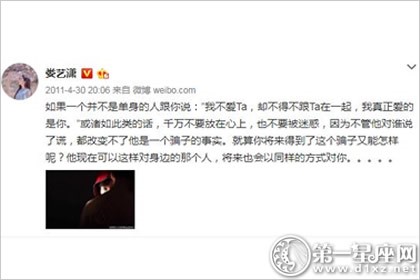 娄艺潇
2011-4-30 20:06 来自 微博 weibo.com
如果一个并不是单身的人跟你说:“我不爱Ta，却不得不跟Ta在一起，我真正爱的
是你。”或诸如此类的话，千万不要放在心上，也不要被迷惑，因为不管他对谁说
了谎，都改变不了他是一个骗子的事实。就算你将来得到了这个骗子又能怎样
呢？他现在可以这样对身边的那个人，将来也会以同样的方式对你。。。。。
第一星座网
www.d1xz.net